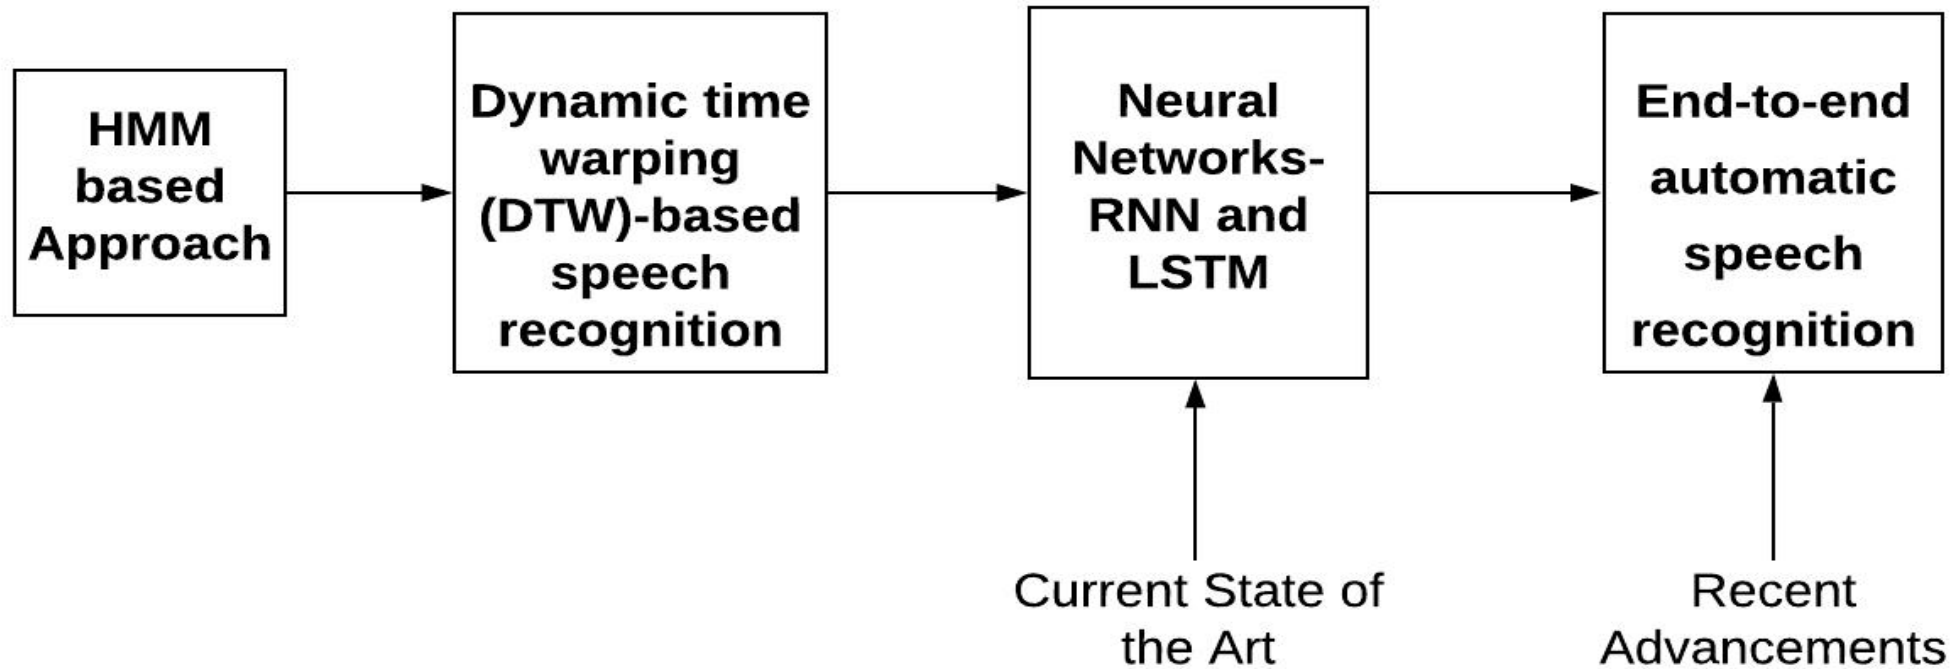 HMM
based
Approach
Dynamic time
warping
(DTW)-based
speech
recognition
Neural
Networks-
RNN and
LSTM
End-to-end
automatic
speech
recognition
Current State of
the Art
Recent
Advancements